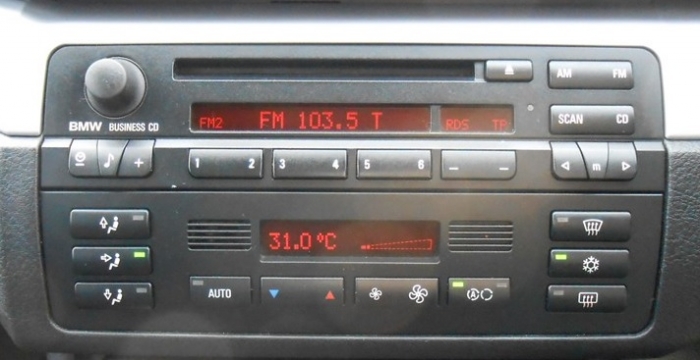 AM FM
FM2 FM 103.5 T RDS TP
SCAN CD
BMW BUSINESS CD
1 2 3 4 5 6 m
31.0 °C
AUTO A